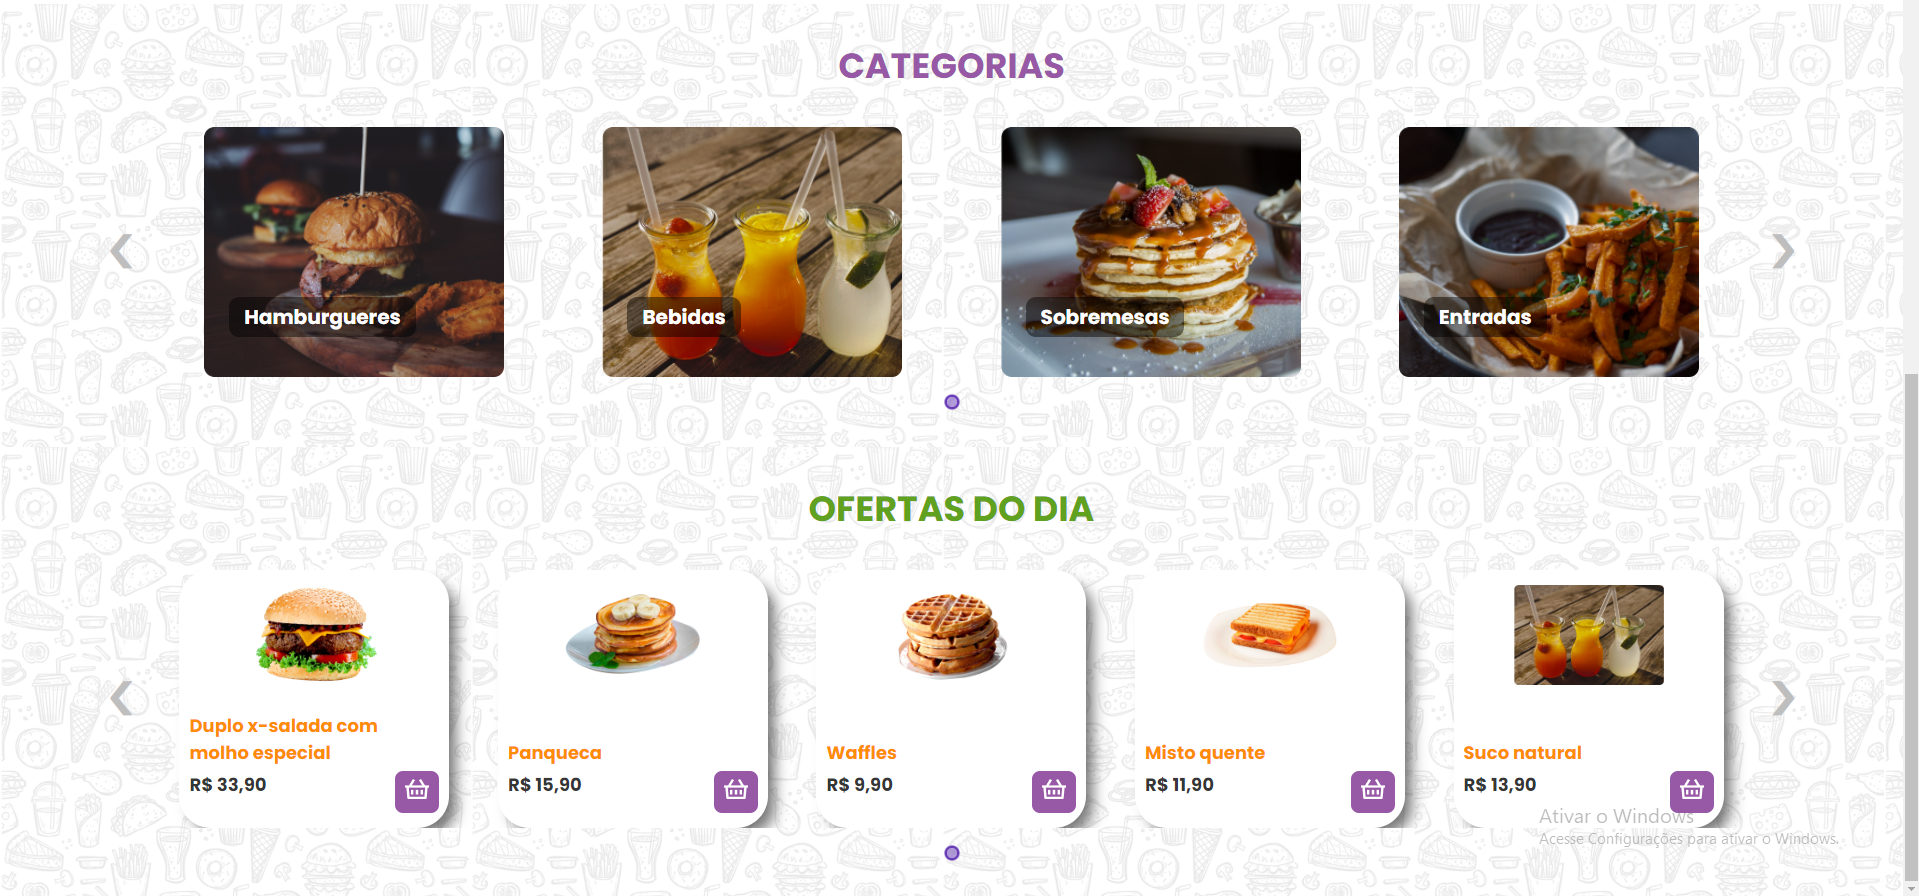 CATEGORIAS
Hamburgueres
Bebidas
Sobremesas
Entradas
OFERTAS DO DIA
Duplo x-salada com
molho especial
R$ 33,90
Panqueca
R$ 15,90
Waffles
R$ 9,90
Misto quente
R$ 11,90
Suco natural
R$ 13,90
Ativar o Windows
Acesse Configurações para ativar o Windows.